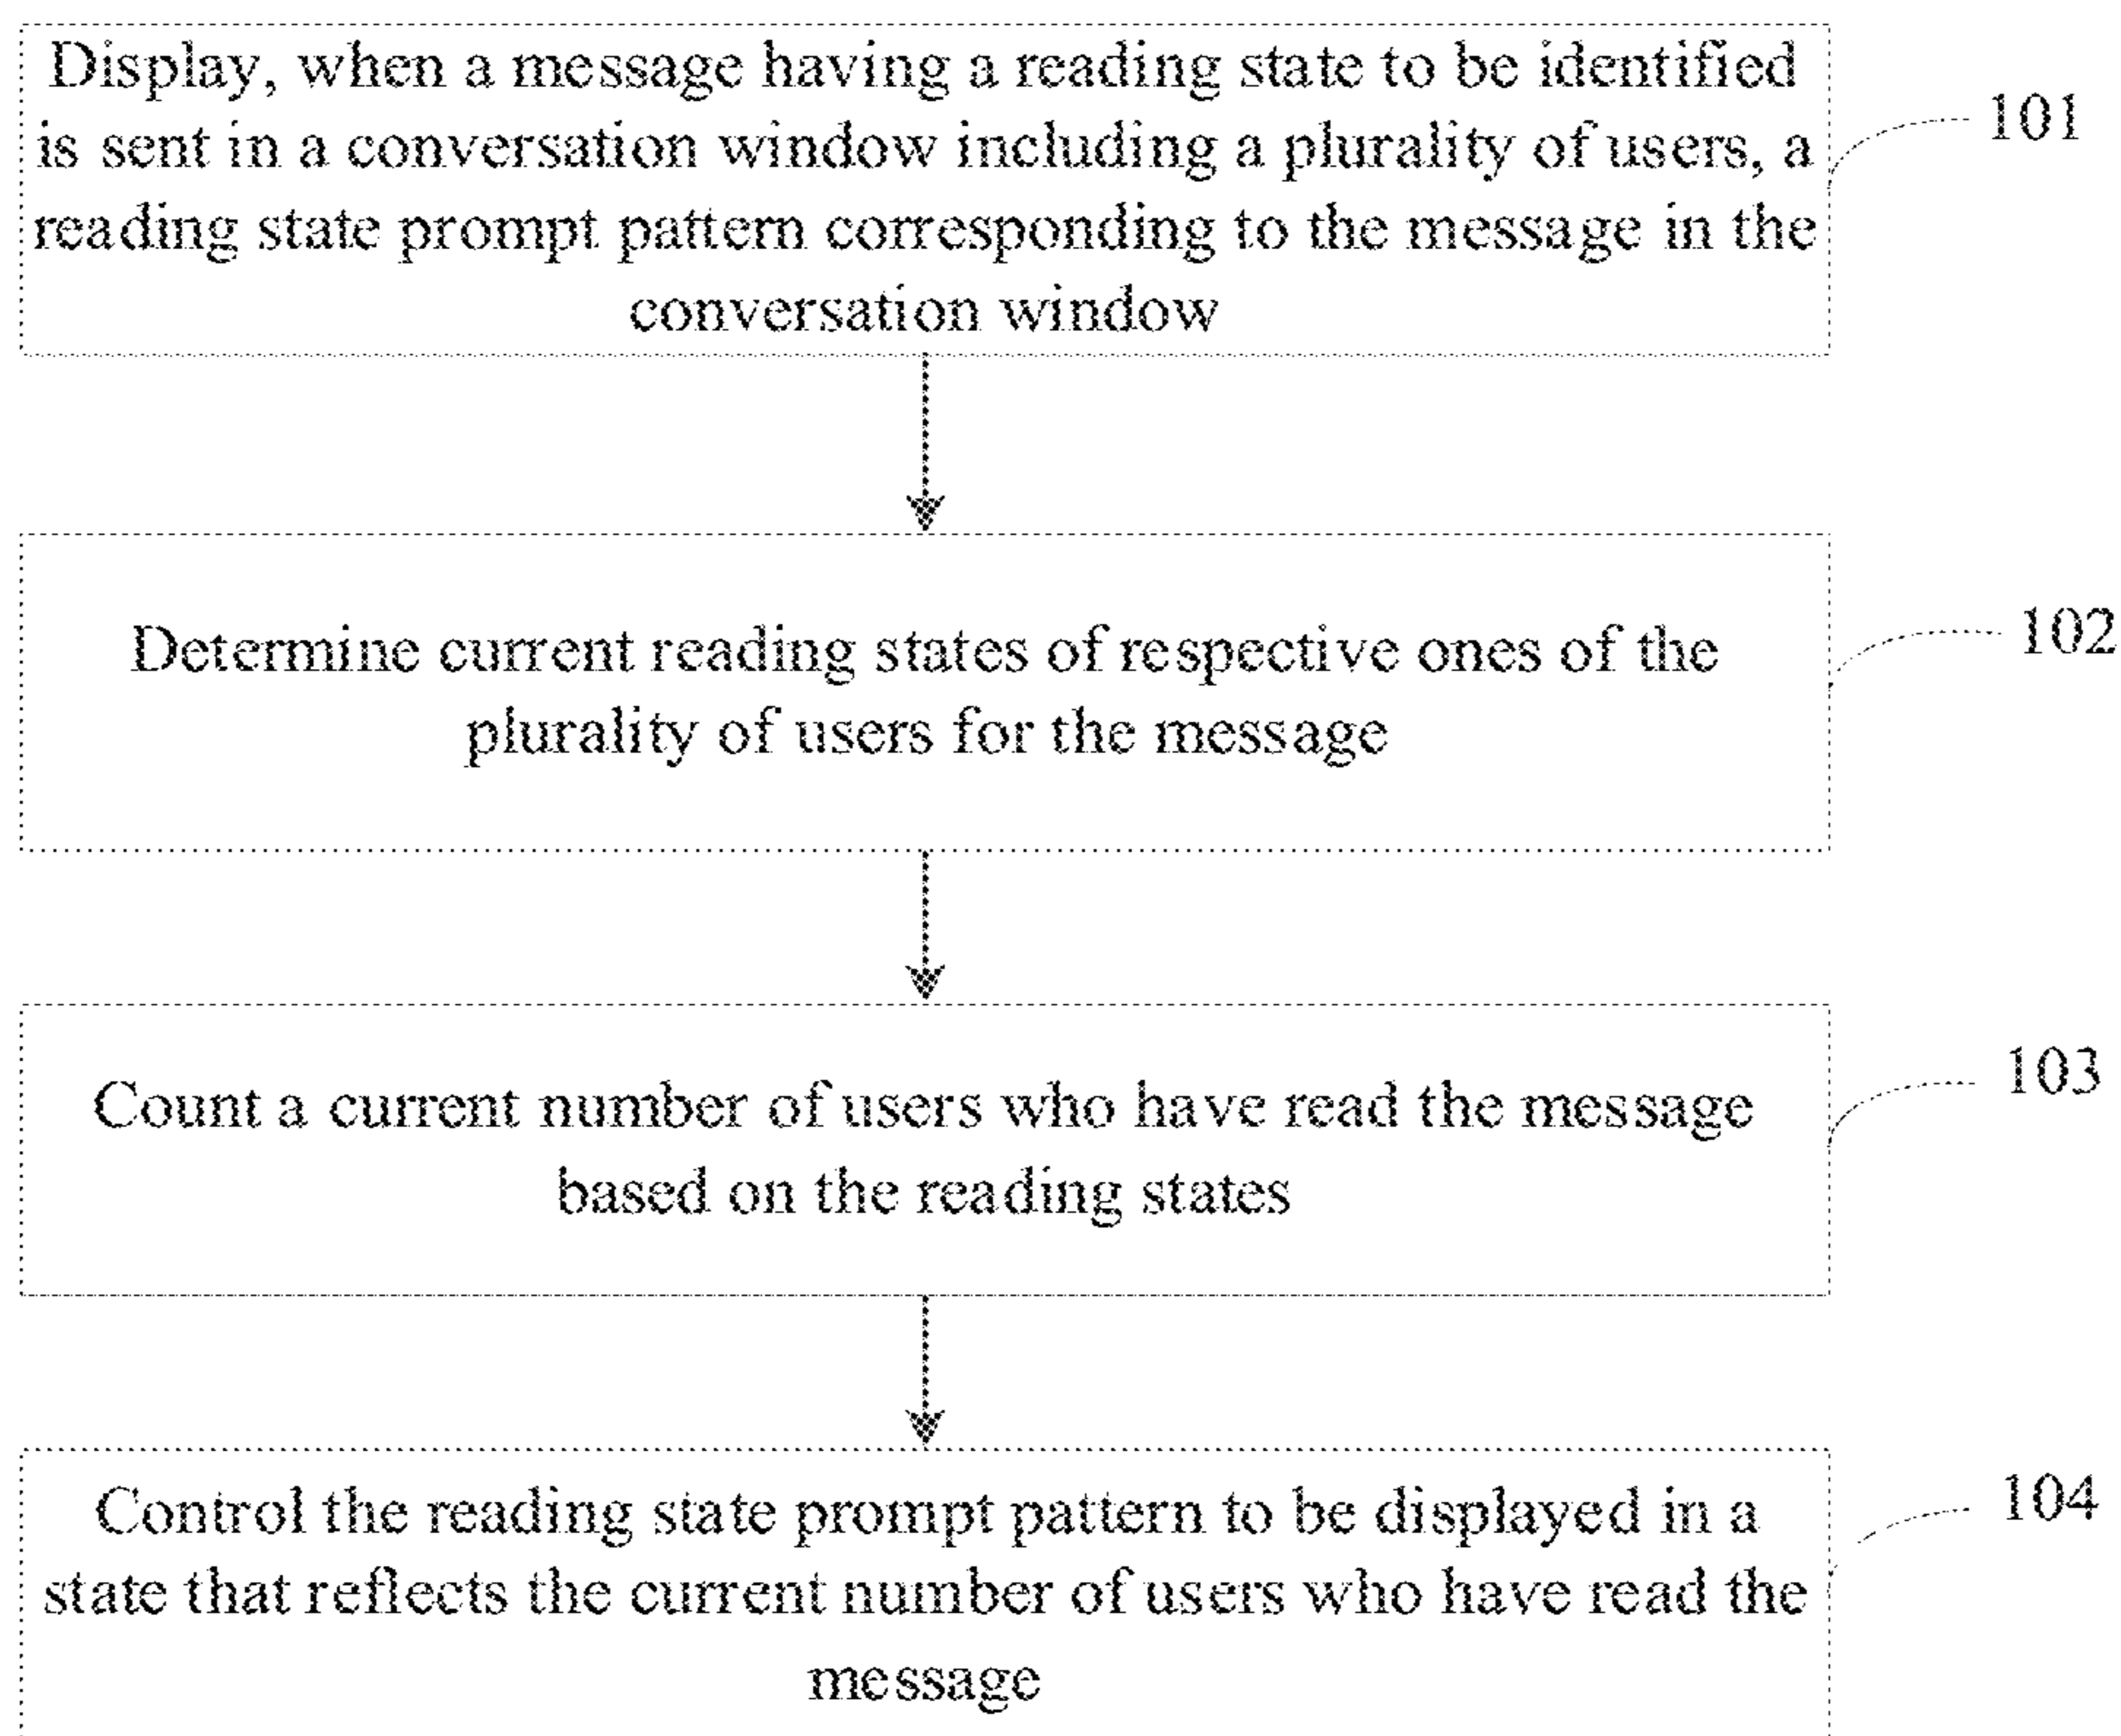 Display, when a message having a reading state to be identified
is sent in a conversation window including a plurality of users, a
reading state prompt pattern corresponding to the message in the
conversation window
101
Determine current reading states of respective ones of the
plurality of users for the message
102
Count a current number of users who have read the message
based on the reading states
103
Control the reading state prompt pattern to be displayed in a
state that reflects the current number of users who have read the
message
104